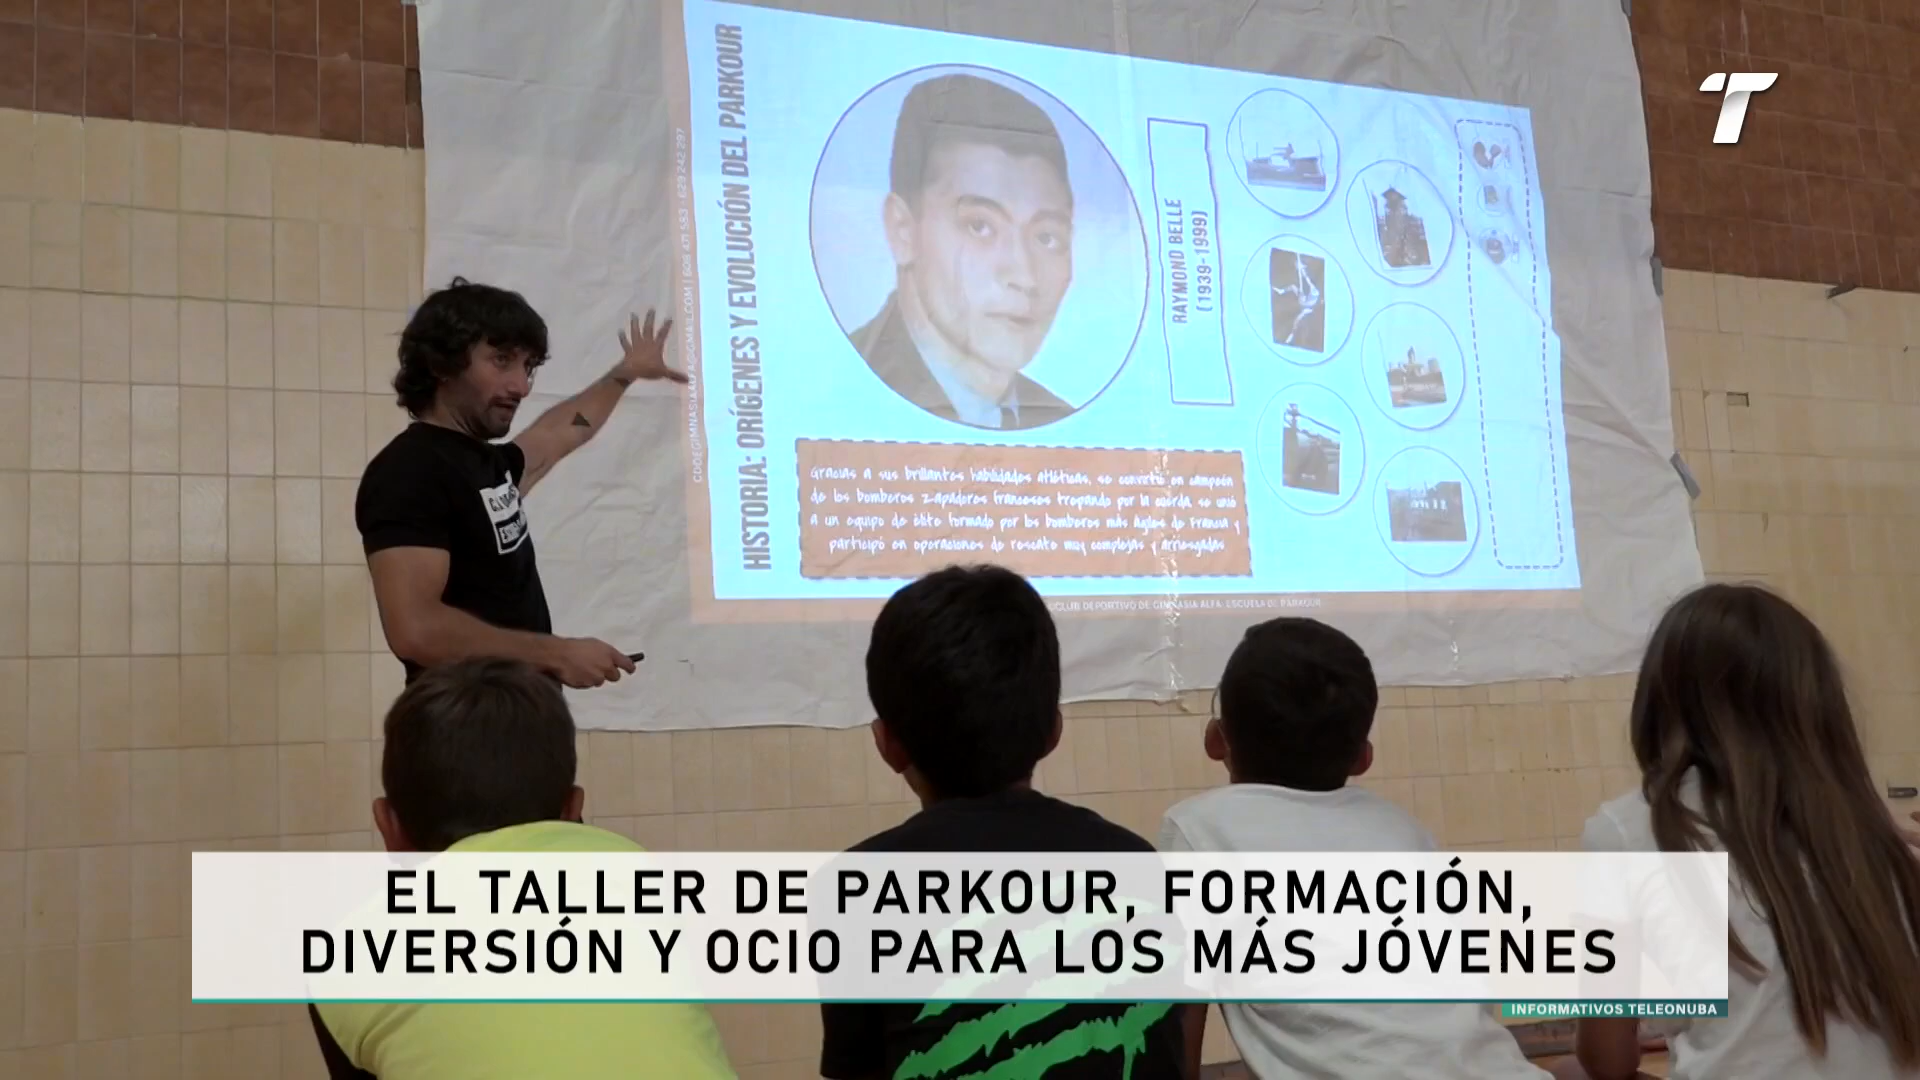 HISTORIA: ORÍGENES Y EVOLUCIÓN DEL PARKOUR
RAYMOND BELLE
(1939-1999)
Gracias a sus brillantes habilidades atléticas, se convirtió en campeón
de los bomberos zapadores franceses trepando por la cuerda, se unió
a un equipo de élite formado por los bomberos más ágiles de Francia y
participó en operaciones de rescate muy complejas y arriesgadas
CLUB DEPORTIVO DE GIMNASIA ALFA. ESCUELA DE PARKOUR
EL TALLER DE PARKOUR, FORMACIÓN,
DIVERSIÓN Y OCIO PARA LOS MÁS JÓVENES
INFORMATIVOS TELEONUBA